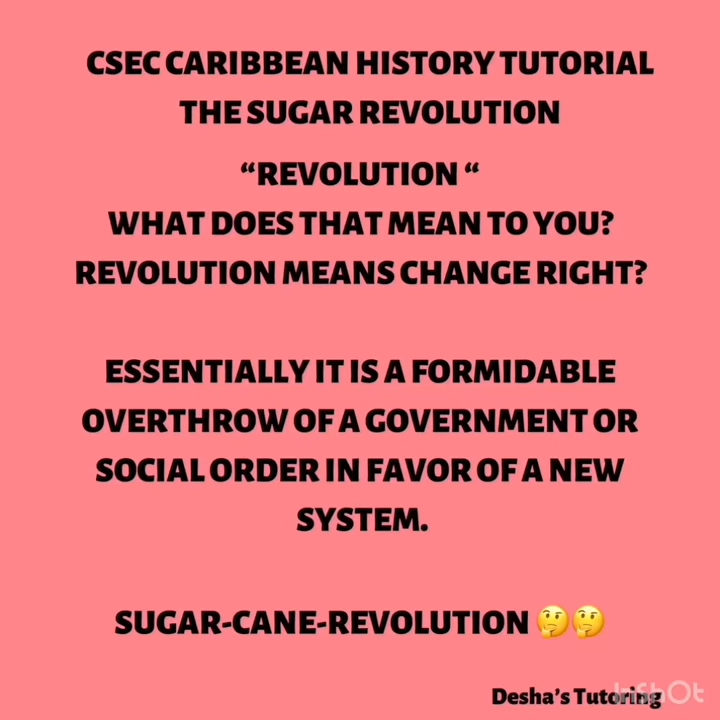 CSEC CARIBBEAN HISTORY TUTORIAL
THE SUGAR REVOLUTION
“REVOLUTION “
WHAT DOES THAT MEAN TO YOU?
REVOLUTION MEANS CHANGE RIGHT?
ESSENTIALLY IT IS A FORMIDABLE
OVERTHROW OF A GOVERNMENT OR
SOCIAL ORDER IN FAVOR OF A NEW
SYSTEM.
SUGAR-CANE-REVOLUTION 🤔🤔
Desha’s Tutoring
InShOt